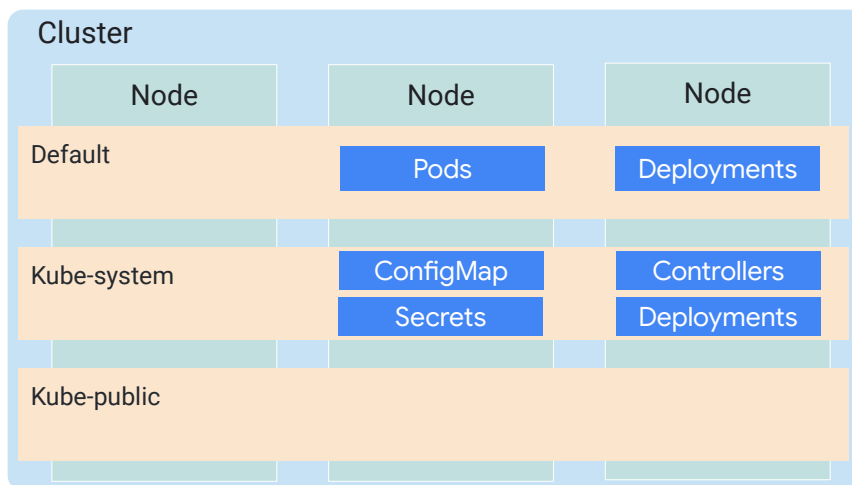 Cluster
Node
Node
Node
Default
Pods
Deployments
Kube-system
ConfigMap
Controllers
Secrets
Deployments
Kube-public